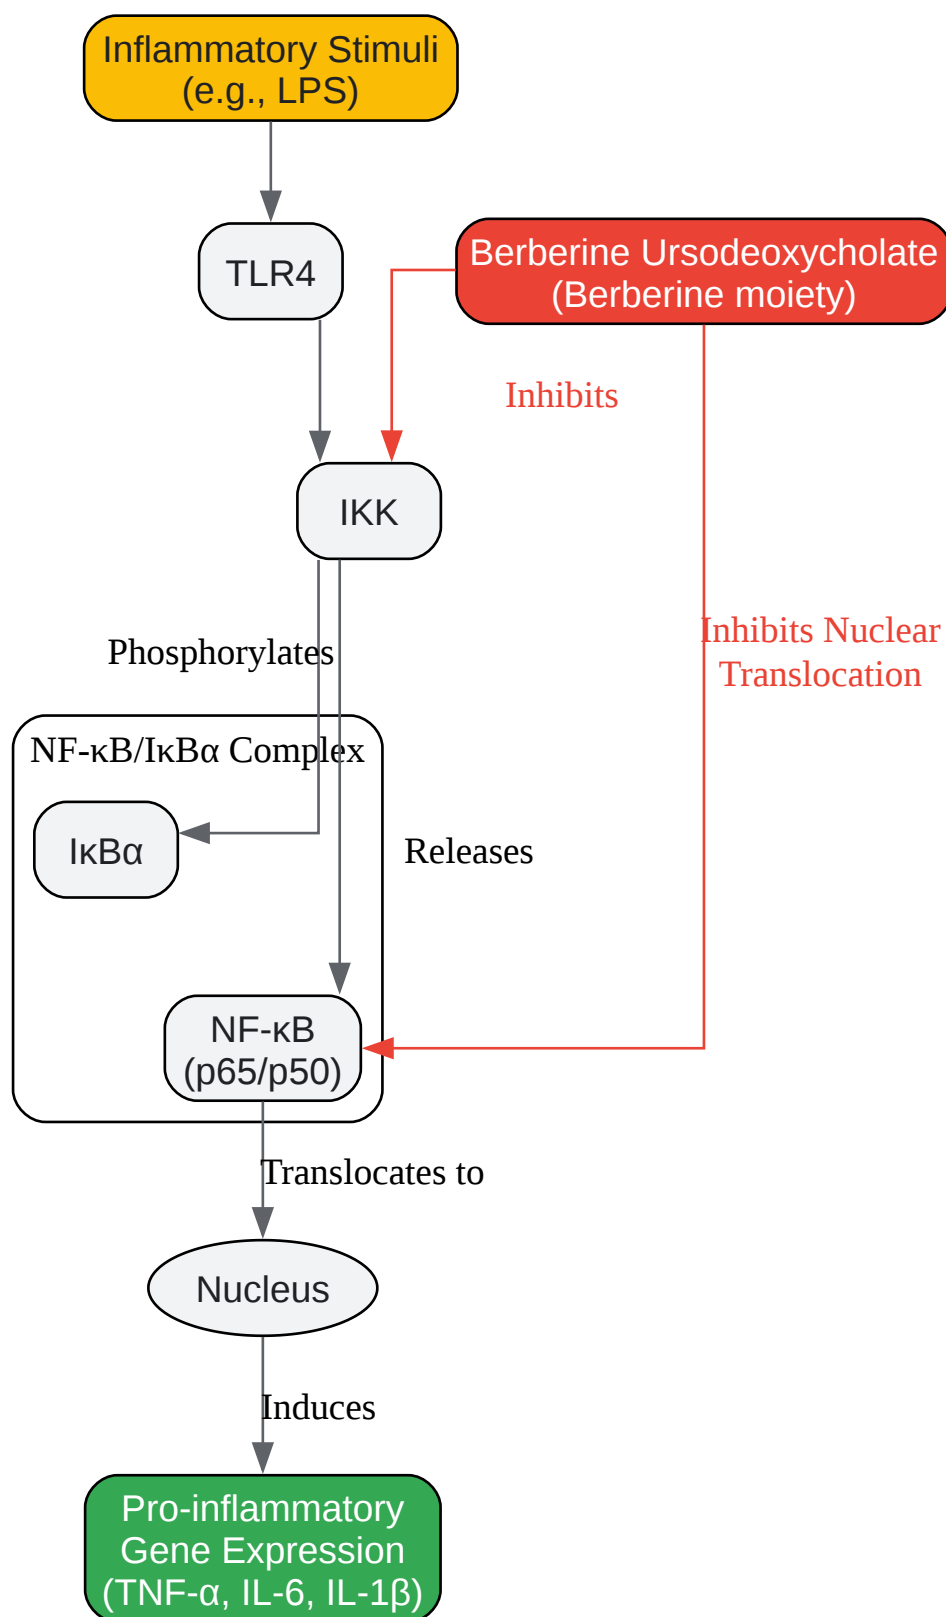 Inflammatory Stimuli
(e.g., LPS)
TLR4
Berberine Ursodeoxycholate
(Berberine moiety)
Inhibits
IKK
Inhibits Nuclear
Translocation
Phosphorylates
NF-κB/IκBα Complex
IκBα
Releases
NF-κB
(p65/p50)
Translocates to
Nucleus
Induces
Pro-inflammatory
Gene Expression
(TNF-α, IL-6, IL-1β)